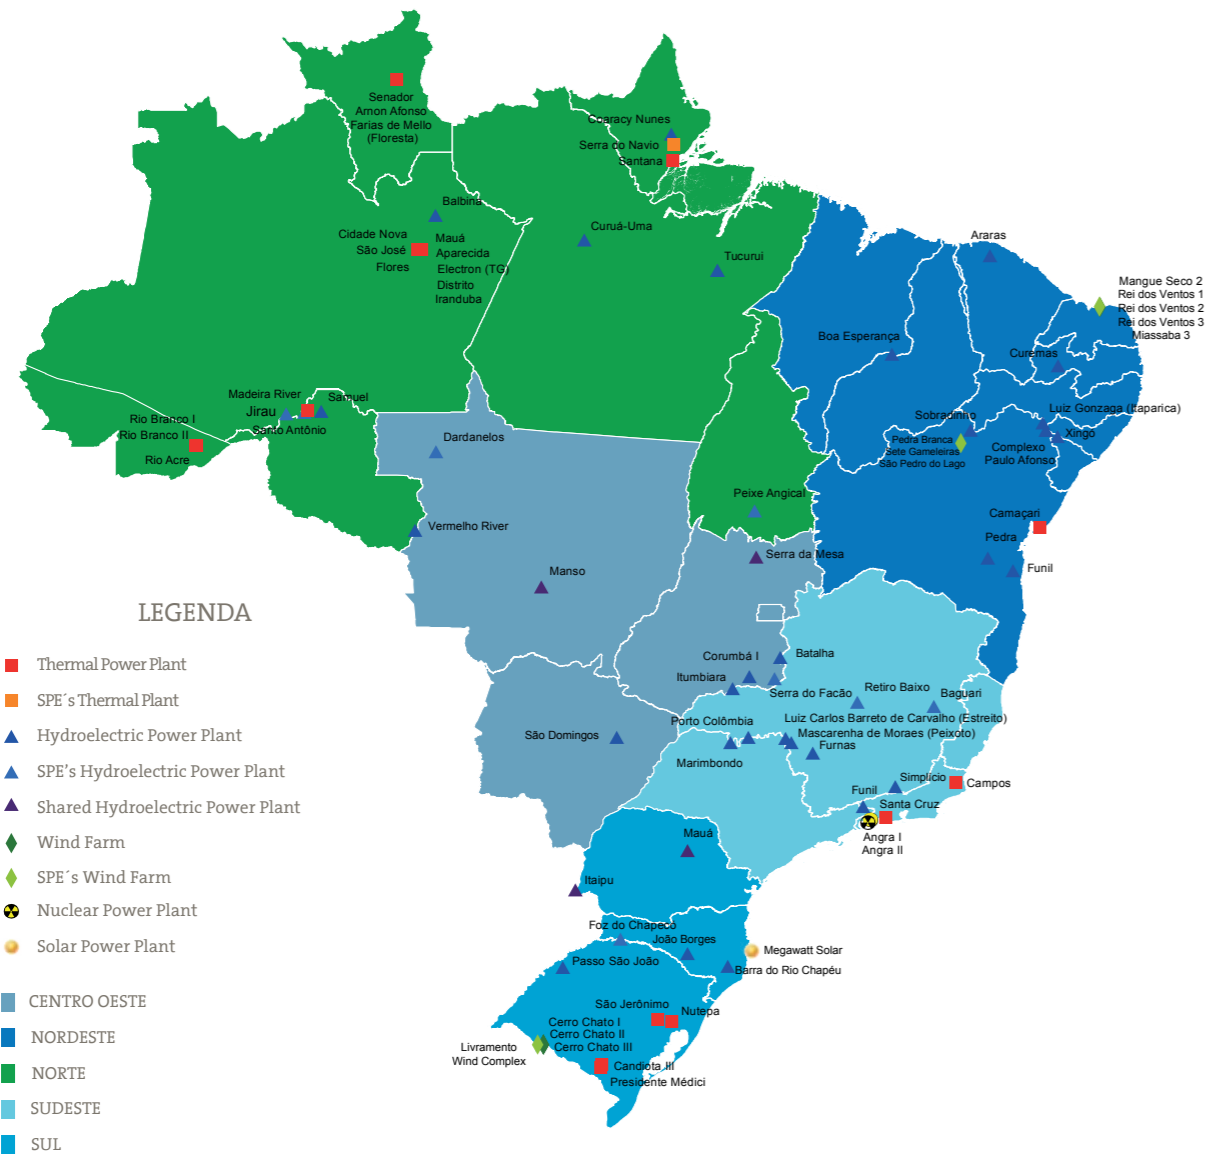 Senador
Arnon Afonso
Farias de Mello
(Floresta)
Coaracy Nunes
Serra do Navio
Santana
Balbina
Cidade Nova
São José
Flores
Mauá
Aparecida
Electron (TG)
Distrito
Iranduba
Curuá-Uma
Tucurui
Araras
Mangue Seco 2
Rei dos Ventos 1
Rei dos Ventos 2
Rei dos Ventos 3
Miassaba 3
Boa Esperança
Curemas
Madeira River
Jirau
Samuel
Santo Antônio
Rio Branco I
Rio Branco II
Rio Acre
Luiz Gonzaga (Itaparica)
Sobradinho
Xingo
Pedra Branca
Sete Gameleiras
São Pedro do Lago
Complexo
Paulo Afonso
Dardanelos
Peixe Angical
Camaçari
Vermelho River
Pedra
Serra da Mesa
Funil
Manso
LEGENDA
Thermal Power Plant
SPE´s Thermal Plant
Hydroelectric Power Plant
SPE's Hydroelectric Power Plant
Shared Hydroelectric Power Plant
Wind Farm
SPE´s Wind Farm
Nuclear Power Plant
Solar Power Plant
CENTRO OESTE
NORDESTE
NORTE
SUDESTE
SUL
Corumbá I
Batalha
Itumbiara
Serra do Facão
Retiro Baixo
Baguari
Porto Colômbia
Luiz Carlos Barreto de Carvalho (Estreito)
São Domingos
Mascarenha de Moraes (Peixoto)
Furnas
Marimbondo
Simplício
Campos
Funil
Santa Cruz
Angra I
Angra II
Mauá
Itaipu
Foz do Chapecó
João Borges
Megawatt Solar
Passo São João
Barra do Rio Chapéu
São Jerônimo
Nutepa
Cerro Chato I
Cerro Chato II
Cerro Chato III
Livramento
Wind Complex
Candiota III
Presidente Médici